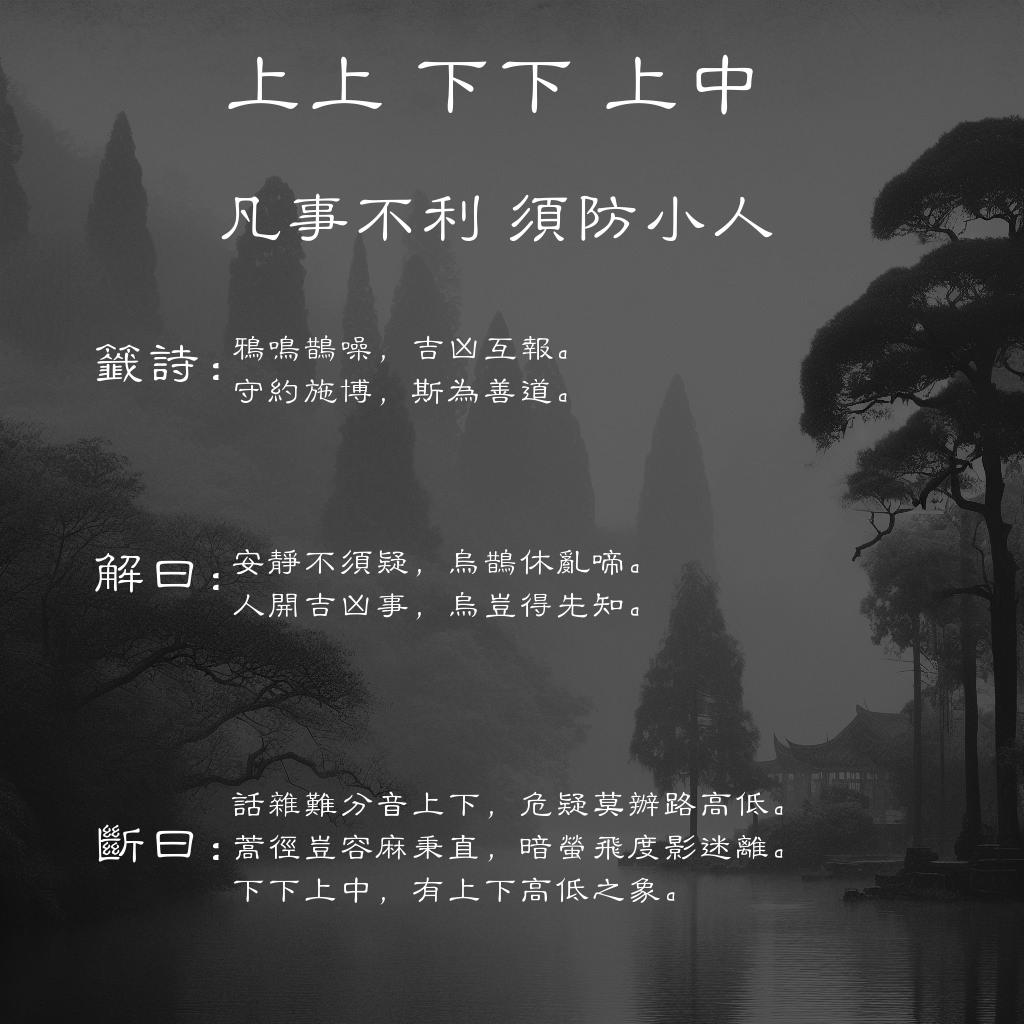 上上 下下 上中
凡事不利 須防小人
籤詩：
鴉鳴鵲噪，吉凶互報。
守約施博，斯為善道。
解曰：
安靜不須疑，烏鵲休亂啼。
人開吉凶事，烏豈得先知。
斷曰：
話雜難分音上下，危疑莫辦路高低。
蒿徑豈容麻秉直，暗螢飛度影迷離。
下下上中，有上下高低之象。